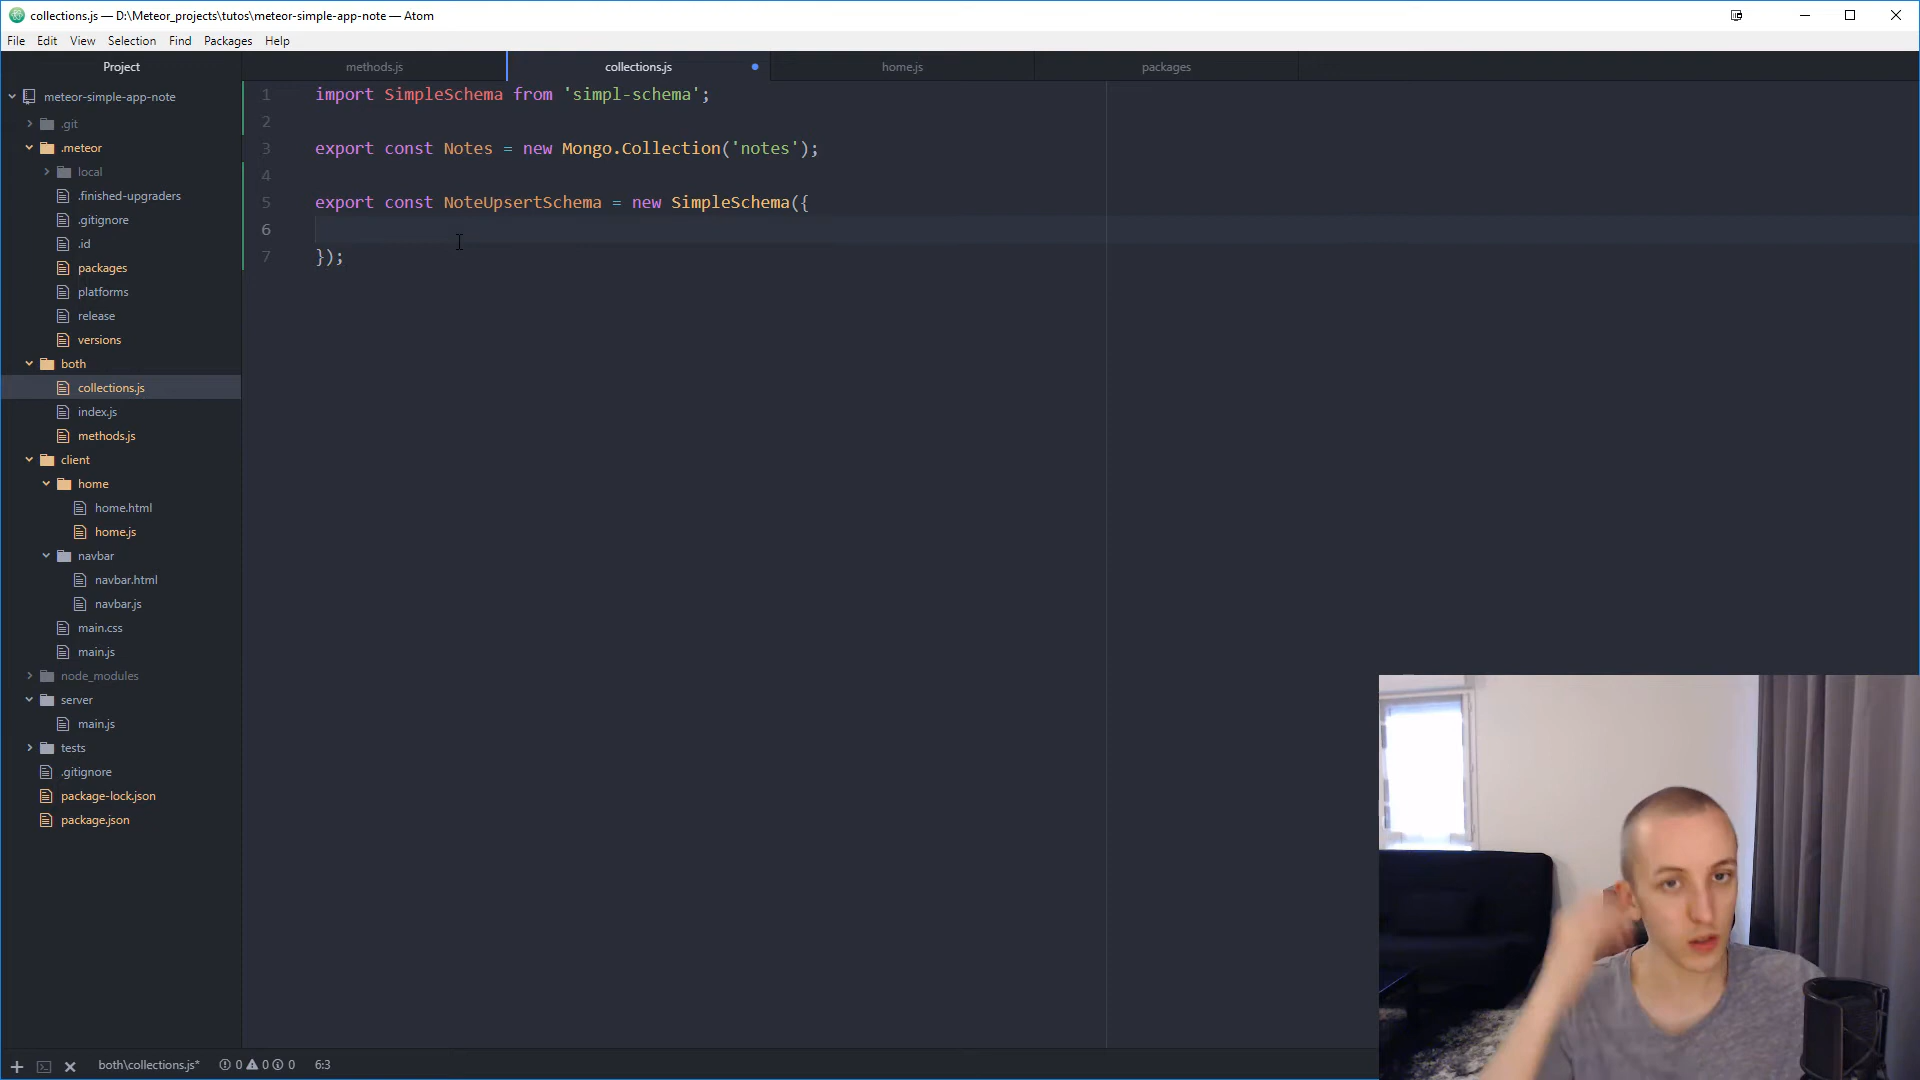 collections.js — D:\Meteor_projects\tutos\meteor-simple-app-note — Atom
File Edit View Selection Find Packages Help
Project
methods.js
collections.js
home.js
packages
meteor-simple-app-note
.git
.meteor
local
.finished-upgraders
.gitignore
.id
packages
platforms
release
versions
both
collections.js
index.js
methods.js
client
home
home.html
home.js
navbar
navbar.html
navbar.js
main.css
main.js
node_modules
server
main.js
tests
.gitignore
package-lock.json
package.json
1 import SimpleSchema from 'simpl-schema';
2
3 export const Notes = new Mongo.Collection('notes');
4
5 export const NoteUpsertSchema = new SimpleSchema({
6
7 });
both\collections.js* 0 0 0 6:3